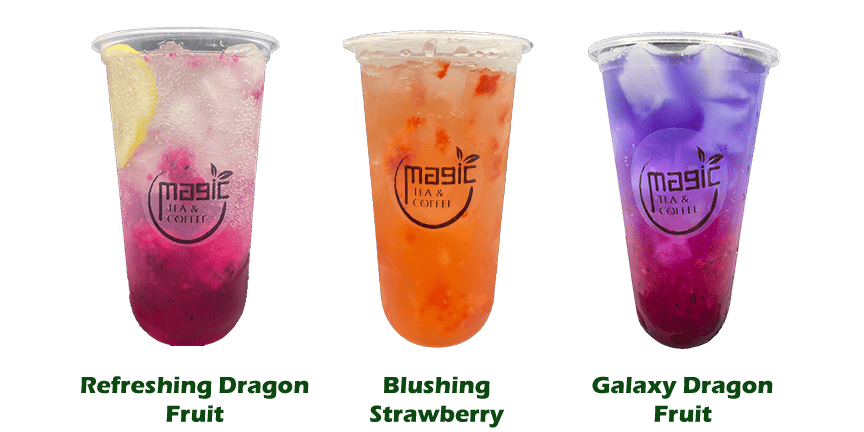 magic
TEA &
COFFEE
magic
TEA &
COFFEE
magic
TEA &
COFFEE
Refreshing Dragon
Fruit
Blushing
Strawberry
Galaxy Dragon
Fruit